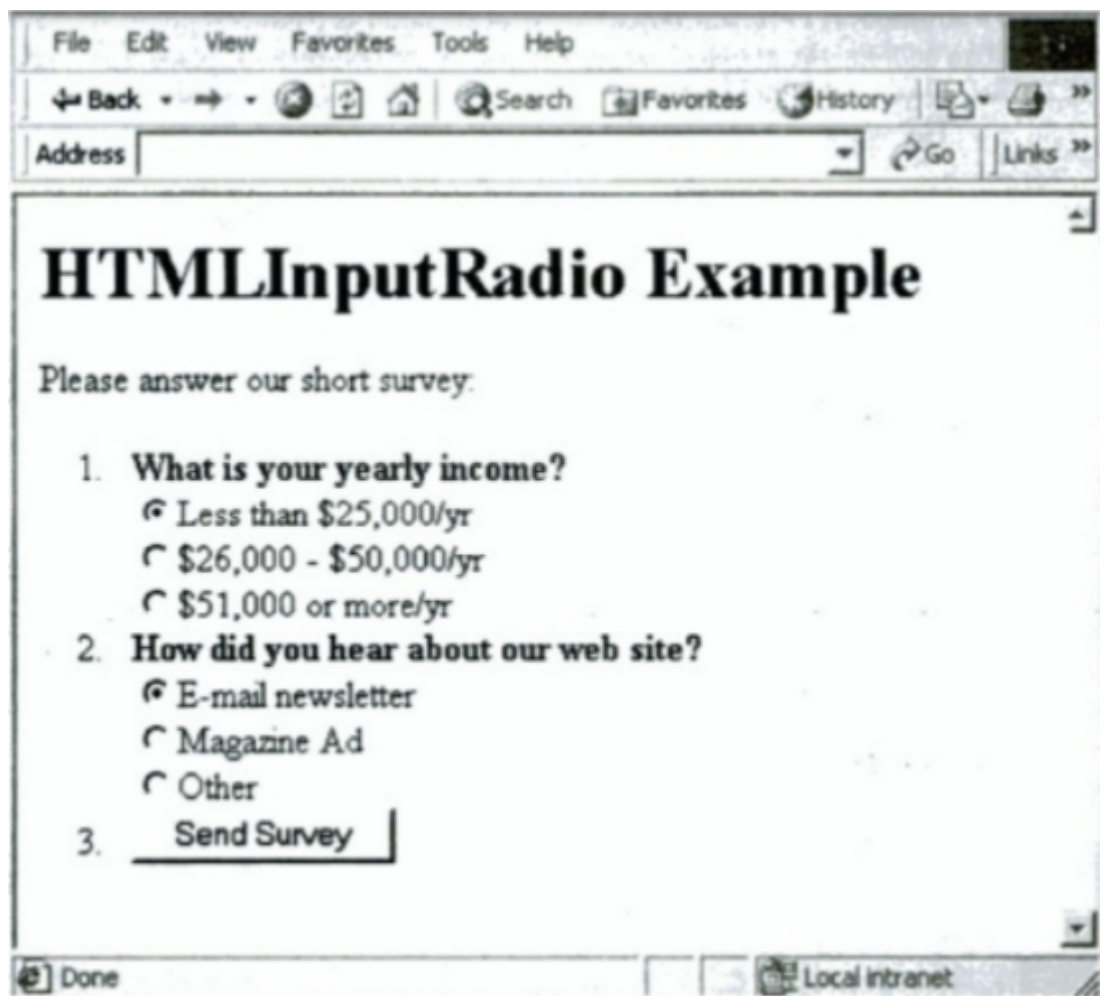 File Edit View Favorites Tools Help
Back Search Favorites History »
Address Go Links »
HTMLInputRadio Example
Please answer our short survey:
1. What is your yearly income?
Less than $25,000/yr
$26,000 - $50,000/yr
$51,000 or more/yr
2. How did you hear about our web site?
E-mail newsletter
Magazine Ad
Other
3. Send Survey
Done Local intranet